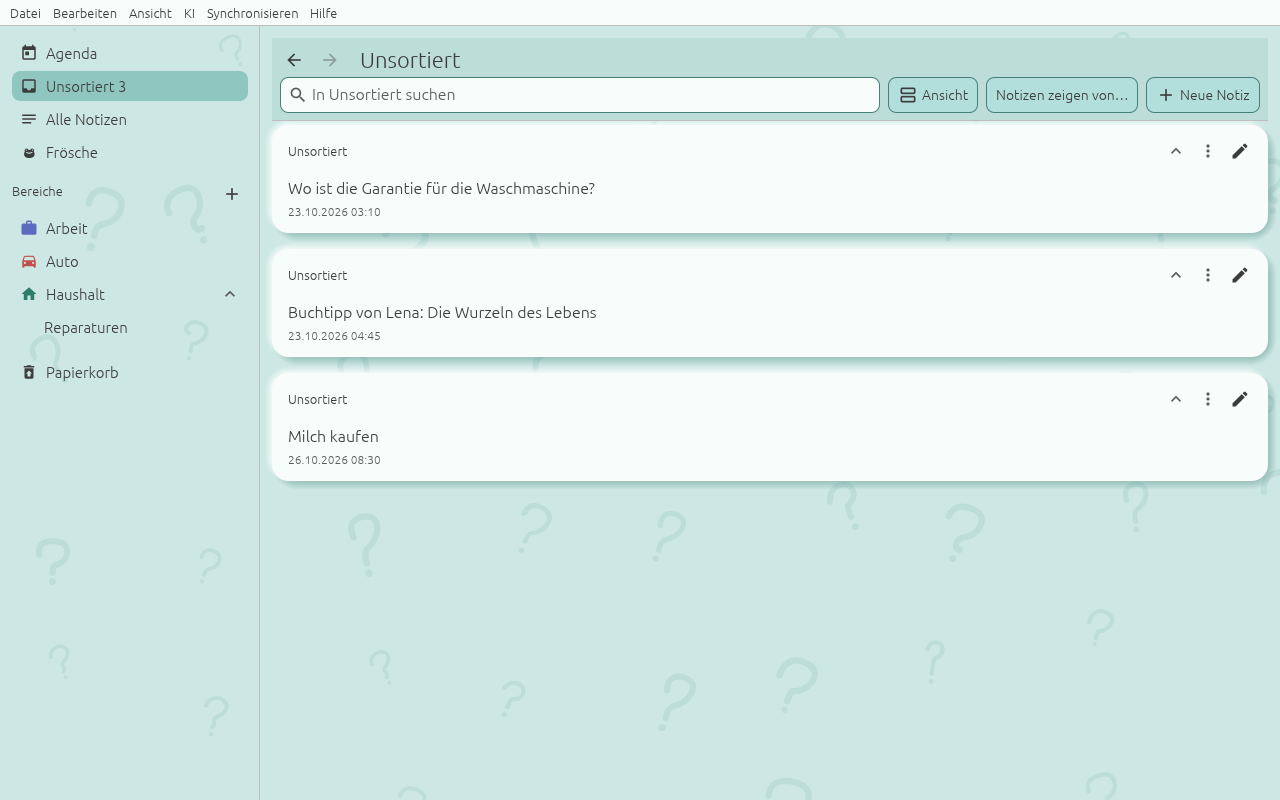 Datei Bearbeiten Ansicht KI Synchronisieren Hilfe
Agenda
Unsortiert 3
Alle Notizen
Frösche
Bereiche
Arbeit
Auto
Haushalt
Reparaturen
Papierkorb
Unsortiert
In Unsortiert suchen
Ansicht
Notizen zeigen von…
Neue Notiz
Unsortiert
Wo ist die Garantie für die Waschmaschine?
23.10.2026 03:10
Unsortiert
Buchtipp von Lena: Die Wurzeln des Lebens
23.10.2026 04:45
Unsortiert
Milch kaufen
26.10.2026 08:30